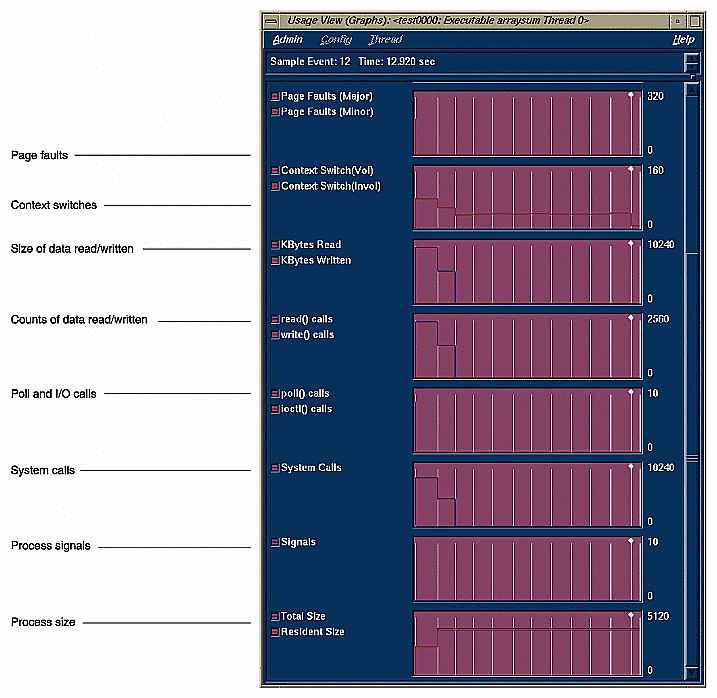 Usage View (Graphs): <test0000: Executable arraysum Thread 0>
Admin Config Thread Help
Sample Event: 12 Time: 12.920 sec
Page Faults (Major) 320
Page Faults (Minor)
0
Page faults
Context Switch(Vol) 160
Context Switch(Invol)
Context switches
0
KBytes Read 10240
Size of data read/written
KBytes Written
0
Counts of data read/written
read() calls 2560
write() calls
0
Poll and I/O calls
poll() calls 10
ioctl() calls
0
System calls
System Calls 10240
0
Signals 10
Process signals
0
Total Size 5120
Process size
Resident Size
0